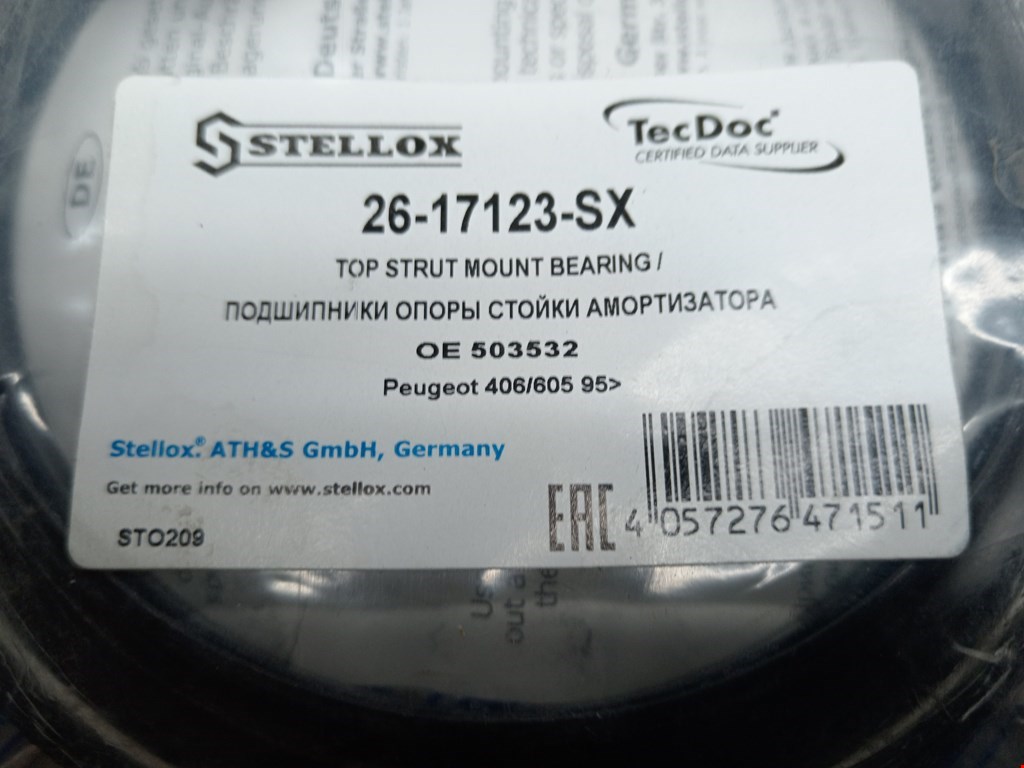 STELLOX
TecDoc
CERTIFIED DATA SUPPLIER
26-17123-SX
TOP STRUT MOUNT BEARING /
ПОДШИПНИКИ ОПОРЫ СТОЙКИ АМОРТИЗАТОРА
OE 503532
Peugeot 406/605 95>
Stellox® ATH&S GmbH, Germany
Get more info on www.stellox.com
STO209
EAC
4 057276 471511
DE